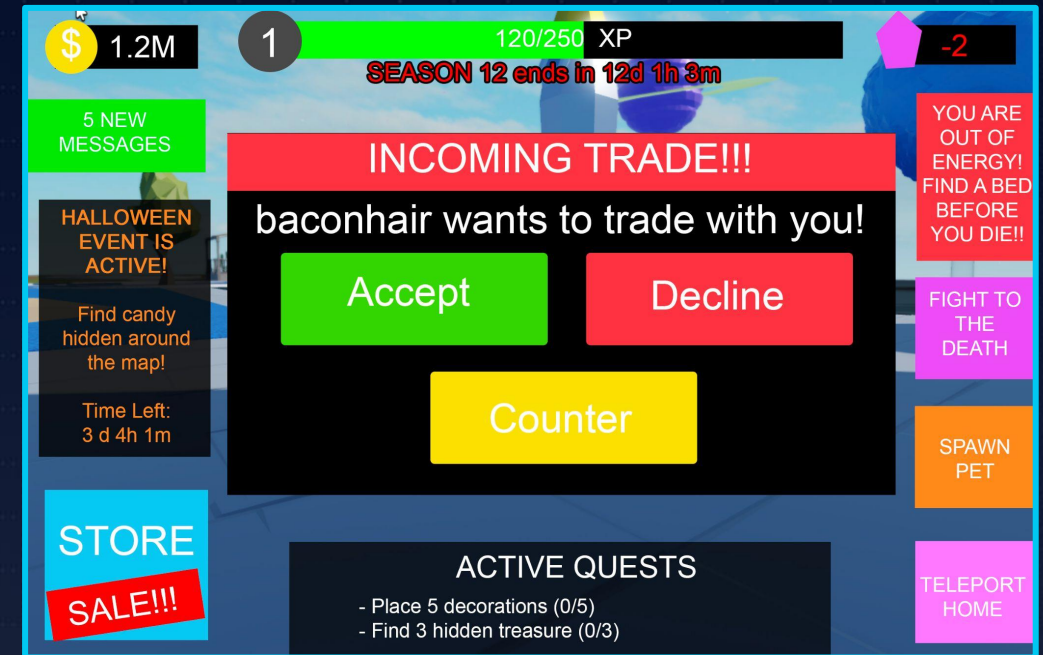 $ 1.2M
1
120/250 XP
-2
SEASON 12 ends in 12d 1h 3m
5 NEW
MESSAGES
HALLOWEEN
EVENT IS
ACTIVE!
Find candy
hidden around
the map!
Time Left:
3 d 4h 1m
STORE
SALE!!!
INCOMING TRADE!!!
baconhair wants to trade with you!
Accept
Decline
Counter
ACTIVE QUESTS
- Place 5 decorations (0/5)
- Find 3 hidden treasure (0/3)
YOU ARE
OUT OF
ENERGY!
FIND A BED
BEFORE
YOU DIE!!
FIGHT TO
THE
DEATH
SPAWN
PET
TELEPORT
HOME